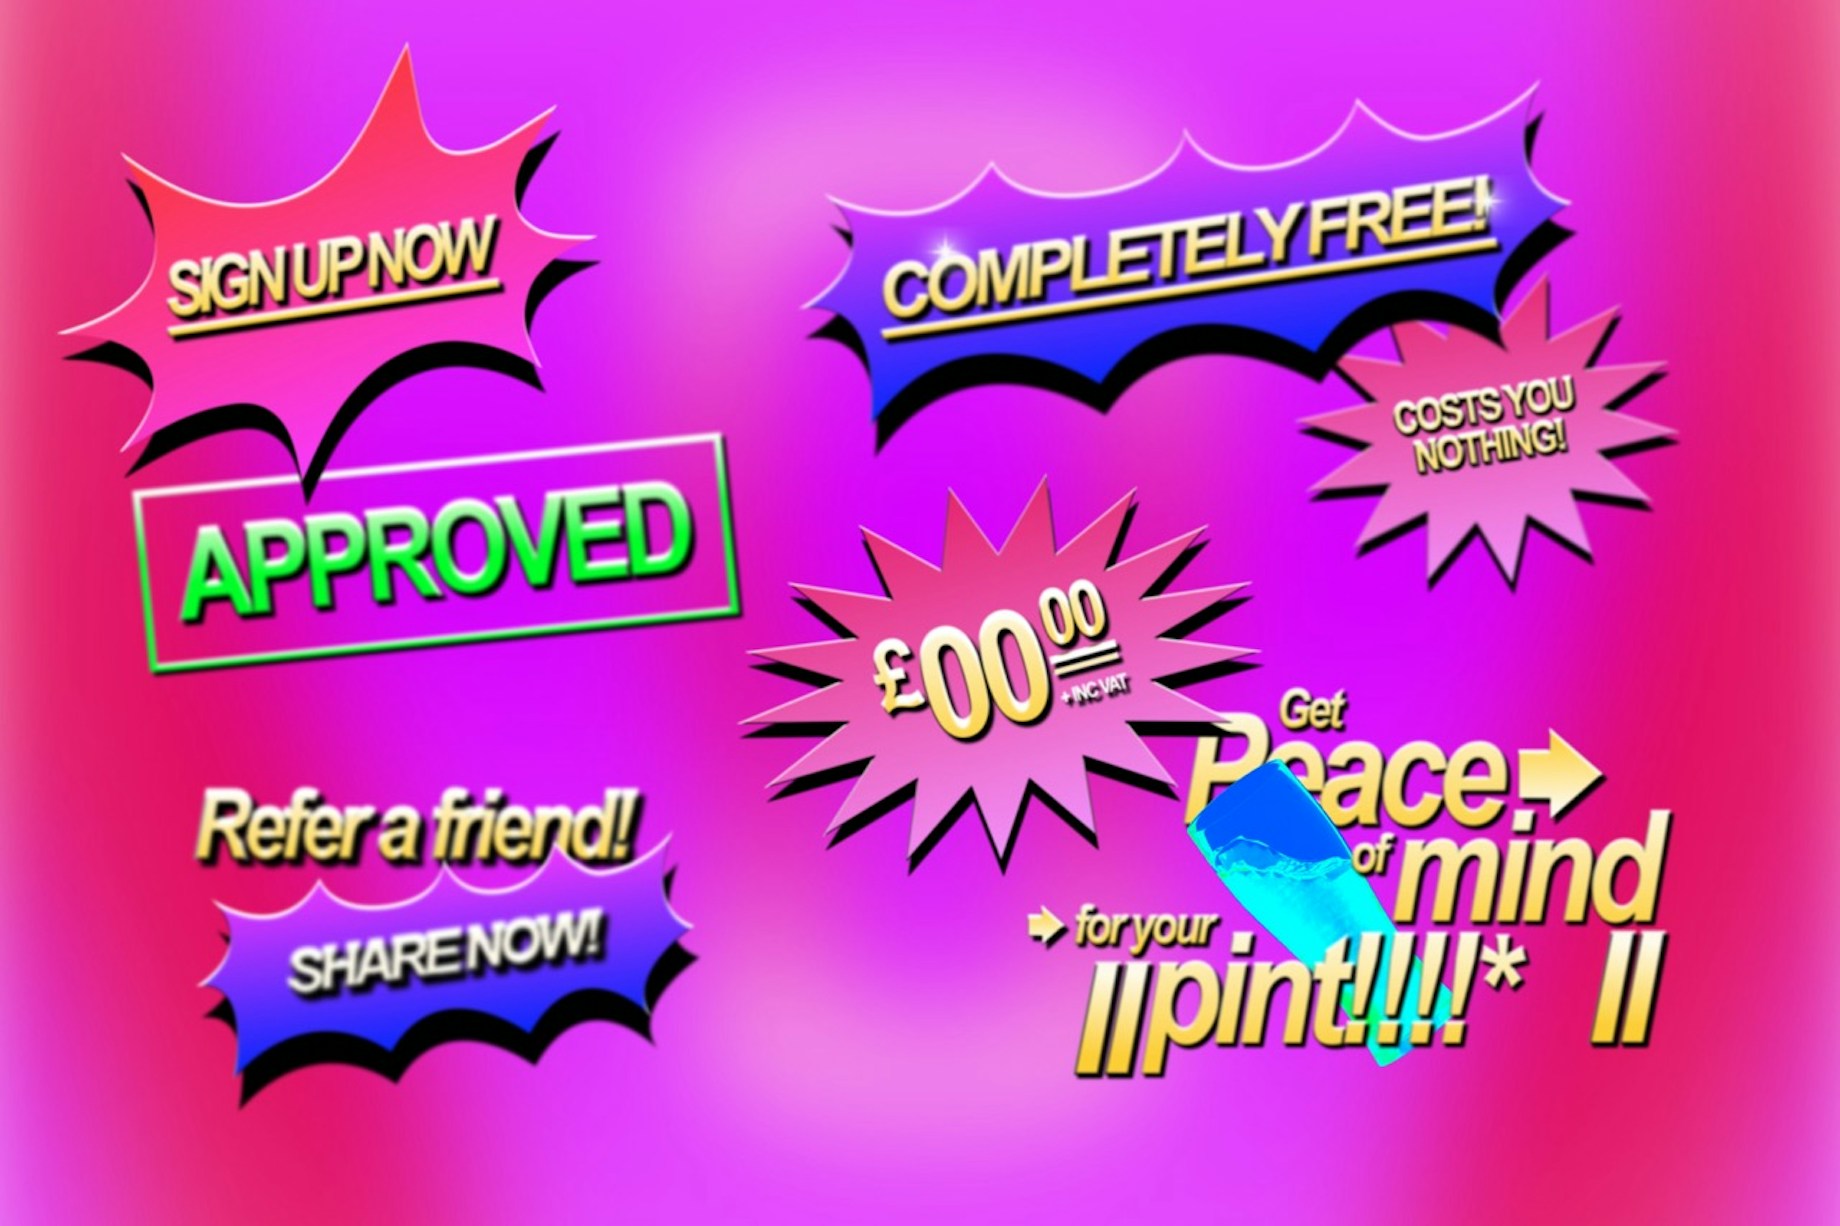 SIGN UP NOW
COMPLETELY FREE!
COSTS YOU
NOTHING!
APPROVED
£00 00
+ INC VAT
Refer a friend!
SHARE NOW!
Get
Peace
of mind
for your
pint!!!!*